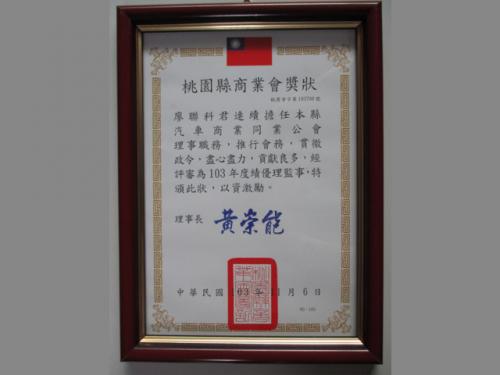 桃園縣商業會獎狀
廖聯科君連續擔任本縣
汽車商業同業公會
理事職務，推行會務，貫徹
政令，盡心盡力，貢獻良多，經
評審為103年度績優理監事，特
頒此狀，以資激勵。
理事長 黃崇能
中華民國 103 年 11 月 6 日